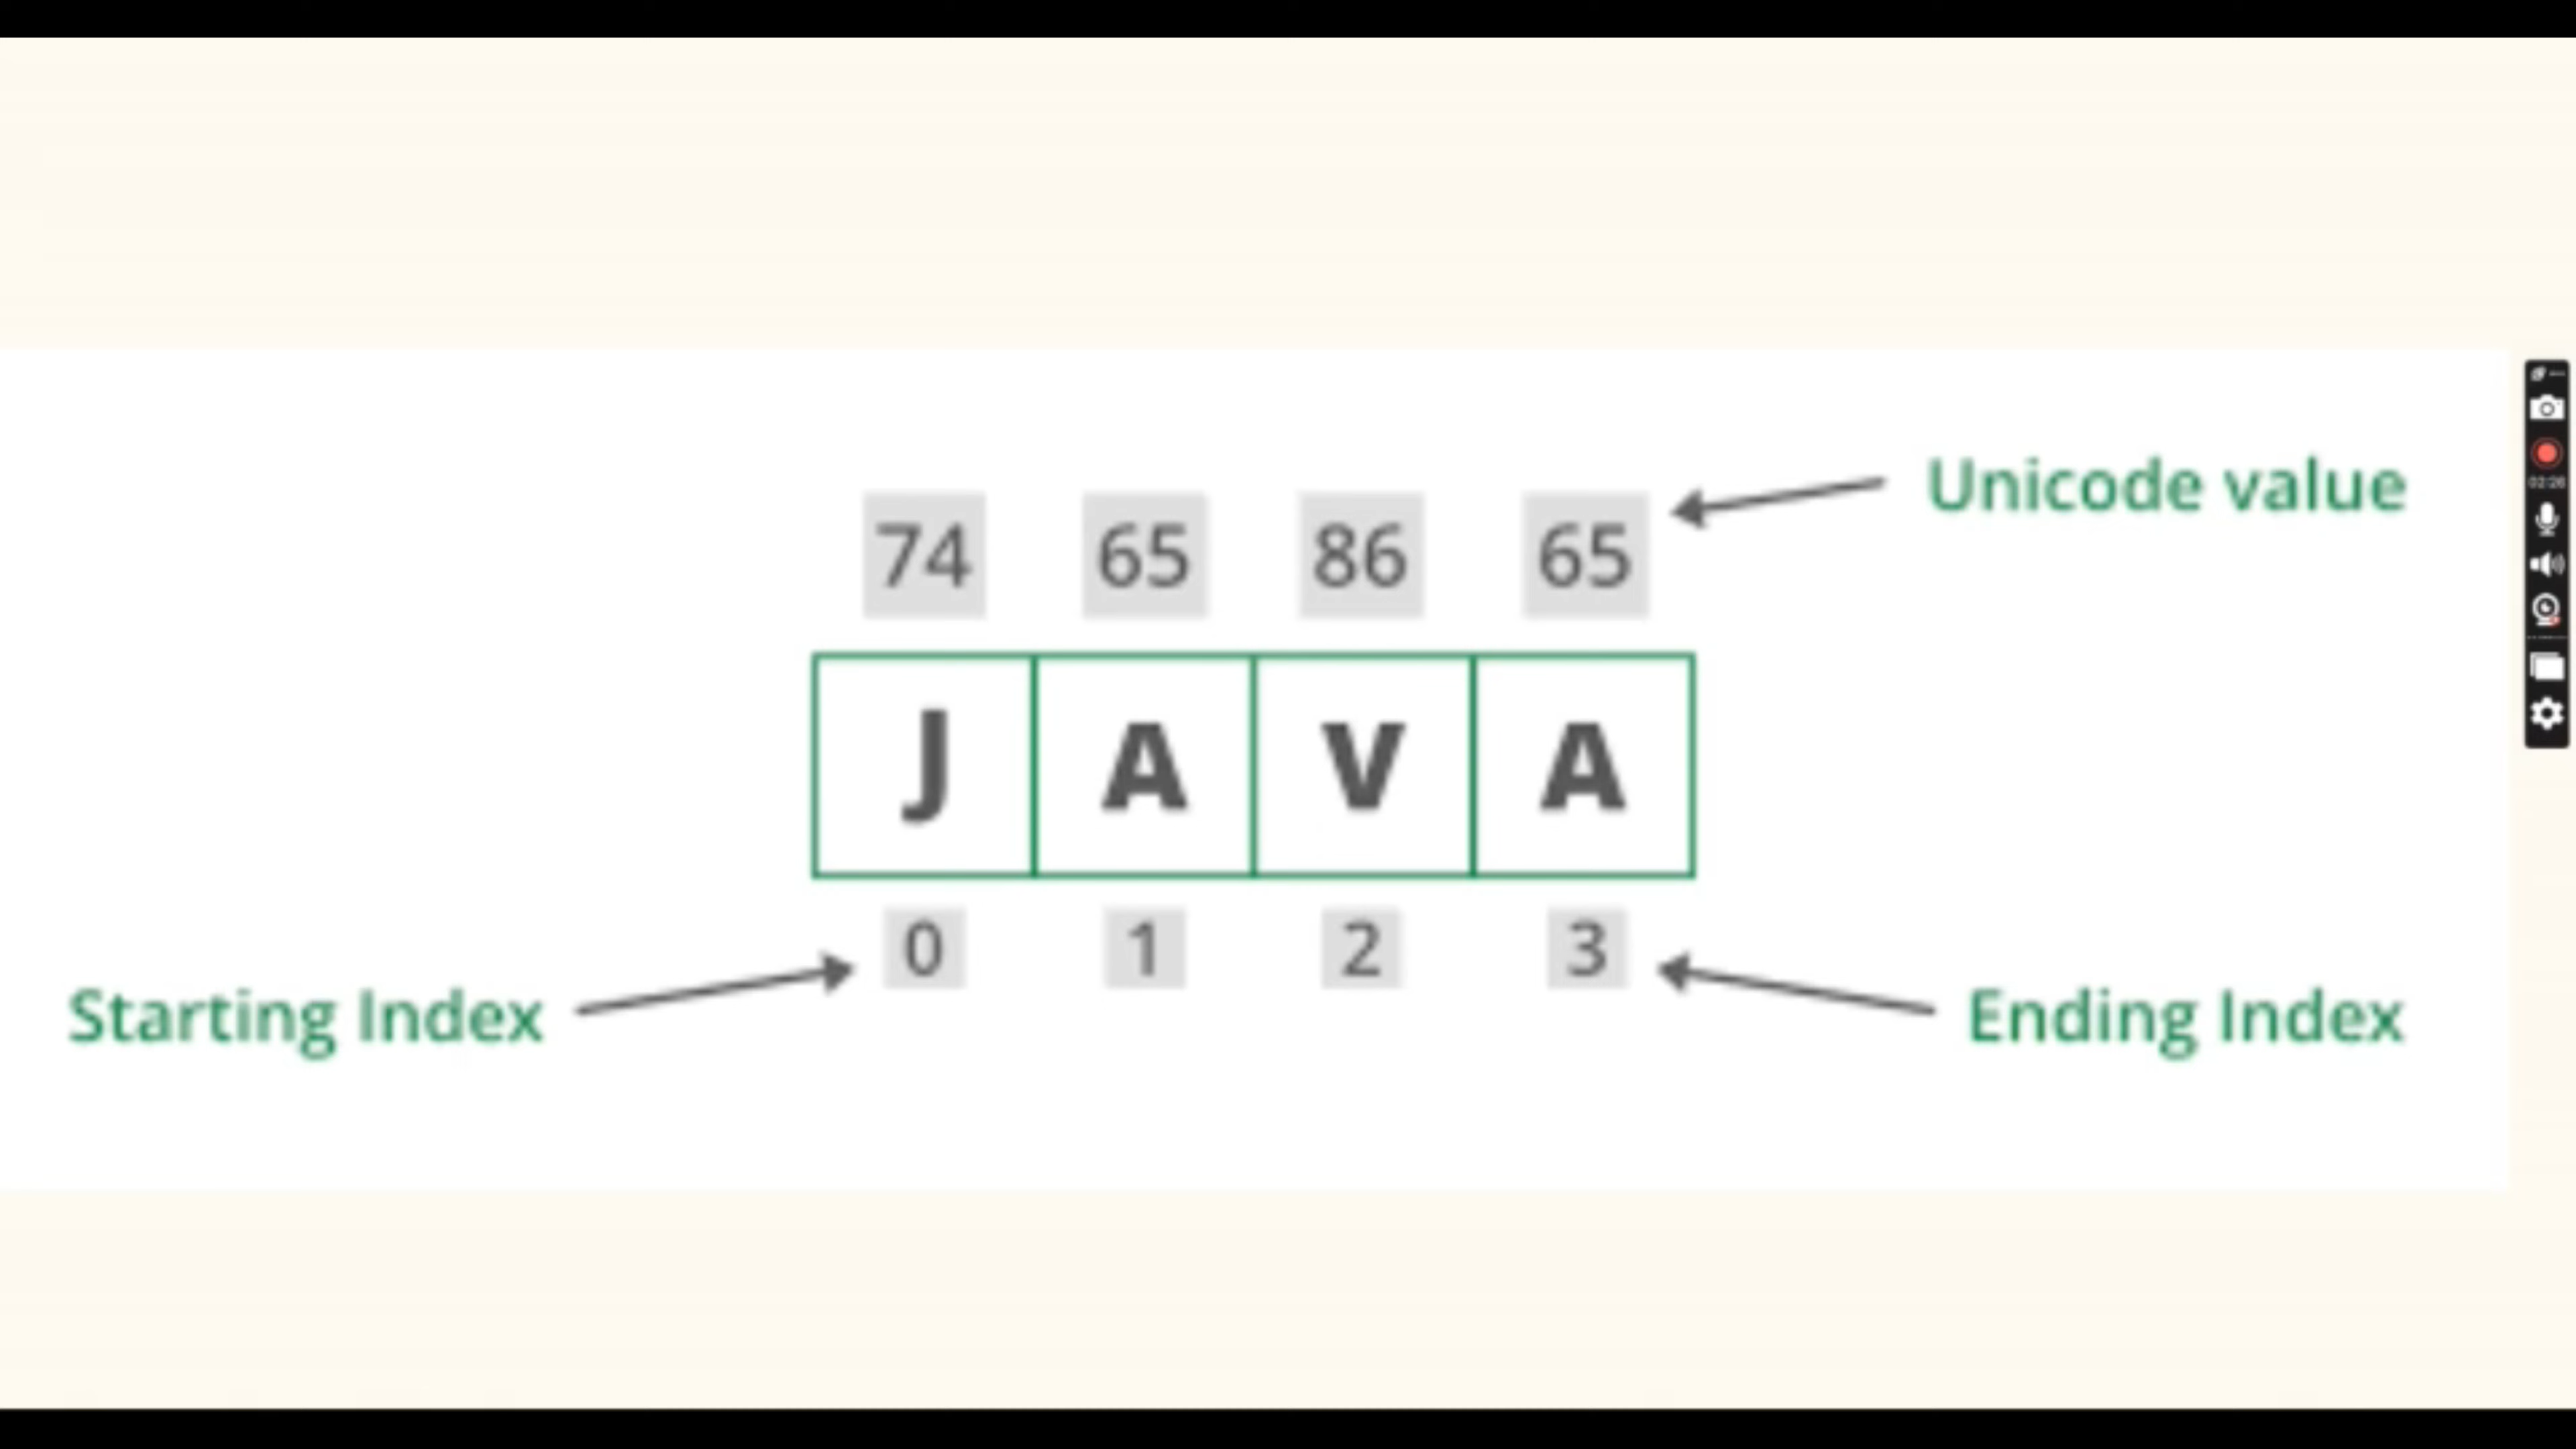 Unicode value
74 65 86 65
J A V A
0 1 2 3
Starting Index
Ending Index